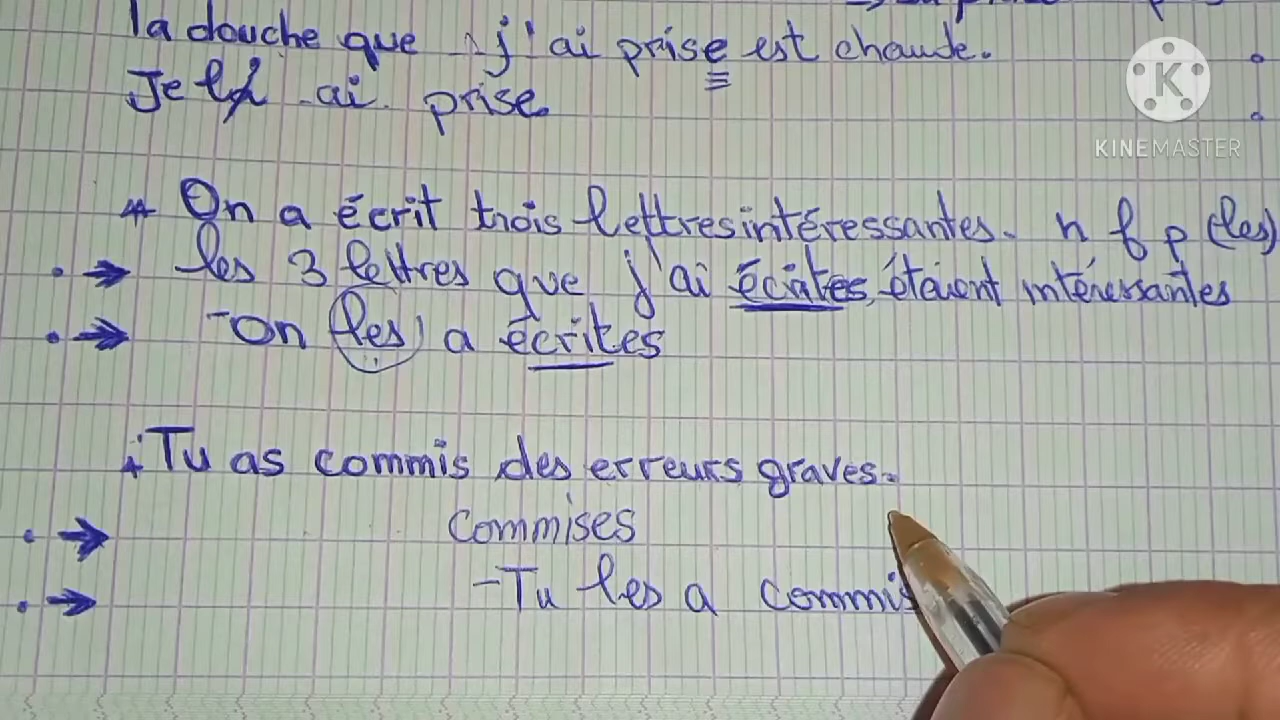 la douche que j'ai prise est chaude.
Je l' ai prise
On a écrit trois lettres intéressantes. n f p (les)
les 3 lettres que j'ai écrites, étaient intéressantes
-On (les) a écrites
Tu as commis des erreurs graves.
Commises
-Tu les a commis
K
KINEMASTER